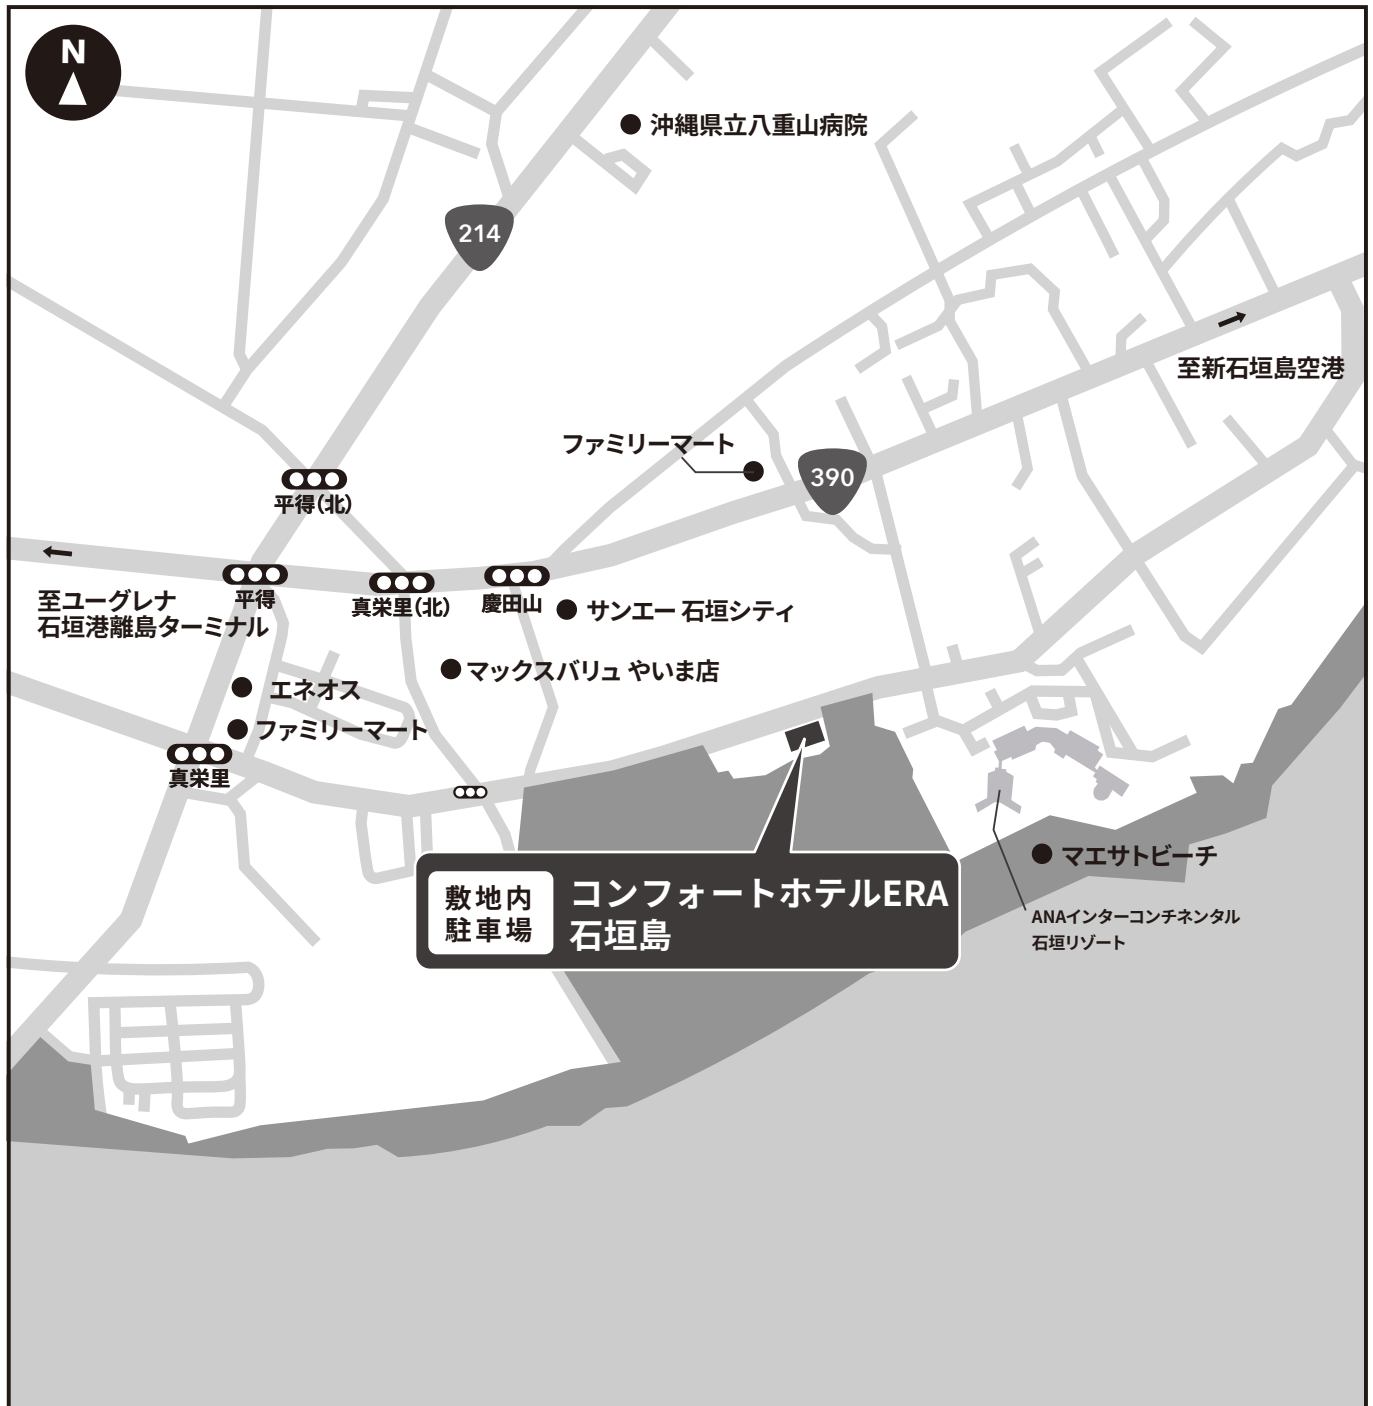 N
沖縄県立八重山病院
214
至新石垣島空港
ファミリーマート
390
平得(北)
至ユーグレナ
石垣港離島ターミナル
平得
真栄里(北)
慶田山
サンエー 石垣シティ
マックスバリュ やいま店
エネオス
ファミリーマート
真栄里
マエサトビーチ
敷地内
駐車場
コンフォートホテルERA
石垣島
ANAインターコンチネンタル
石垣リゾート